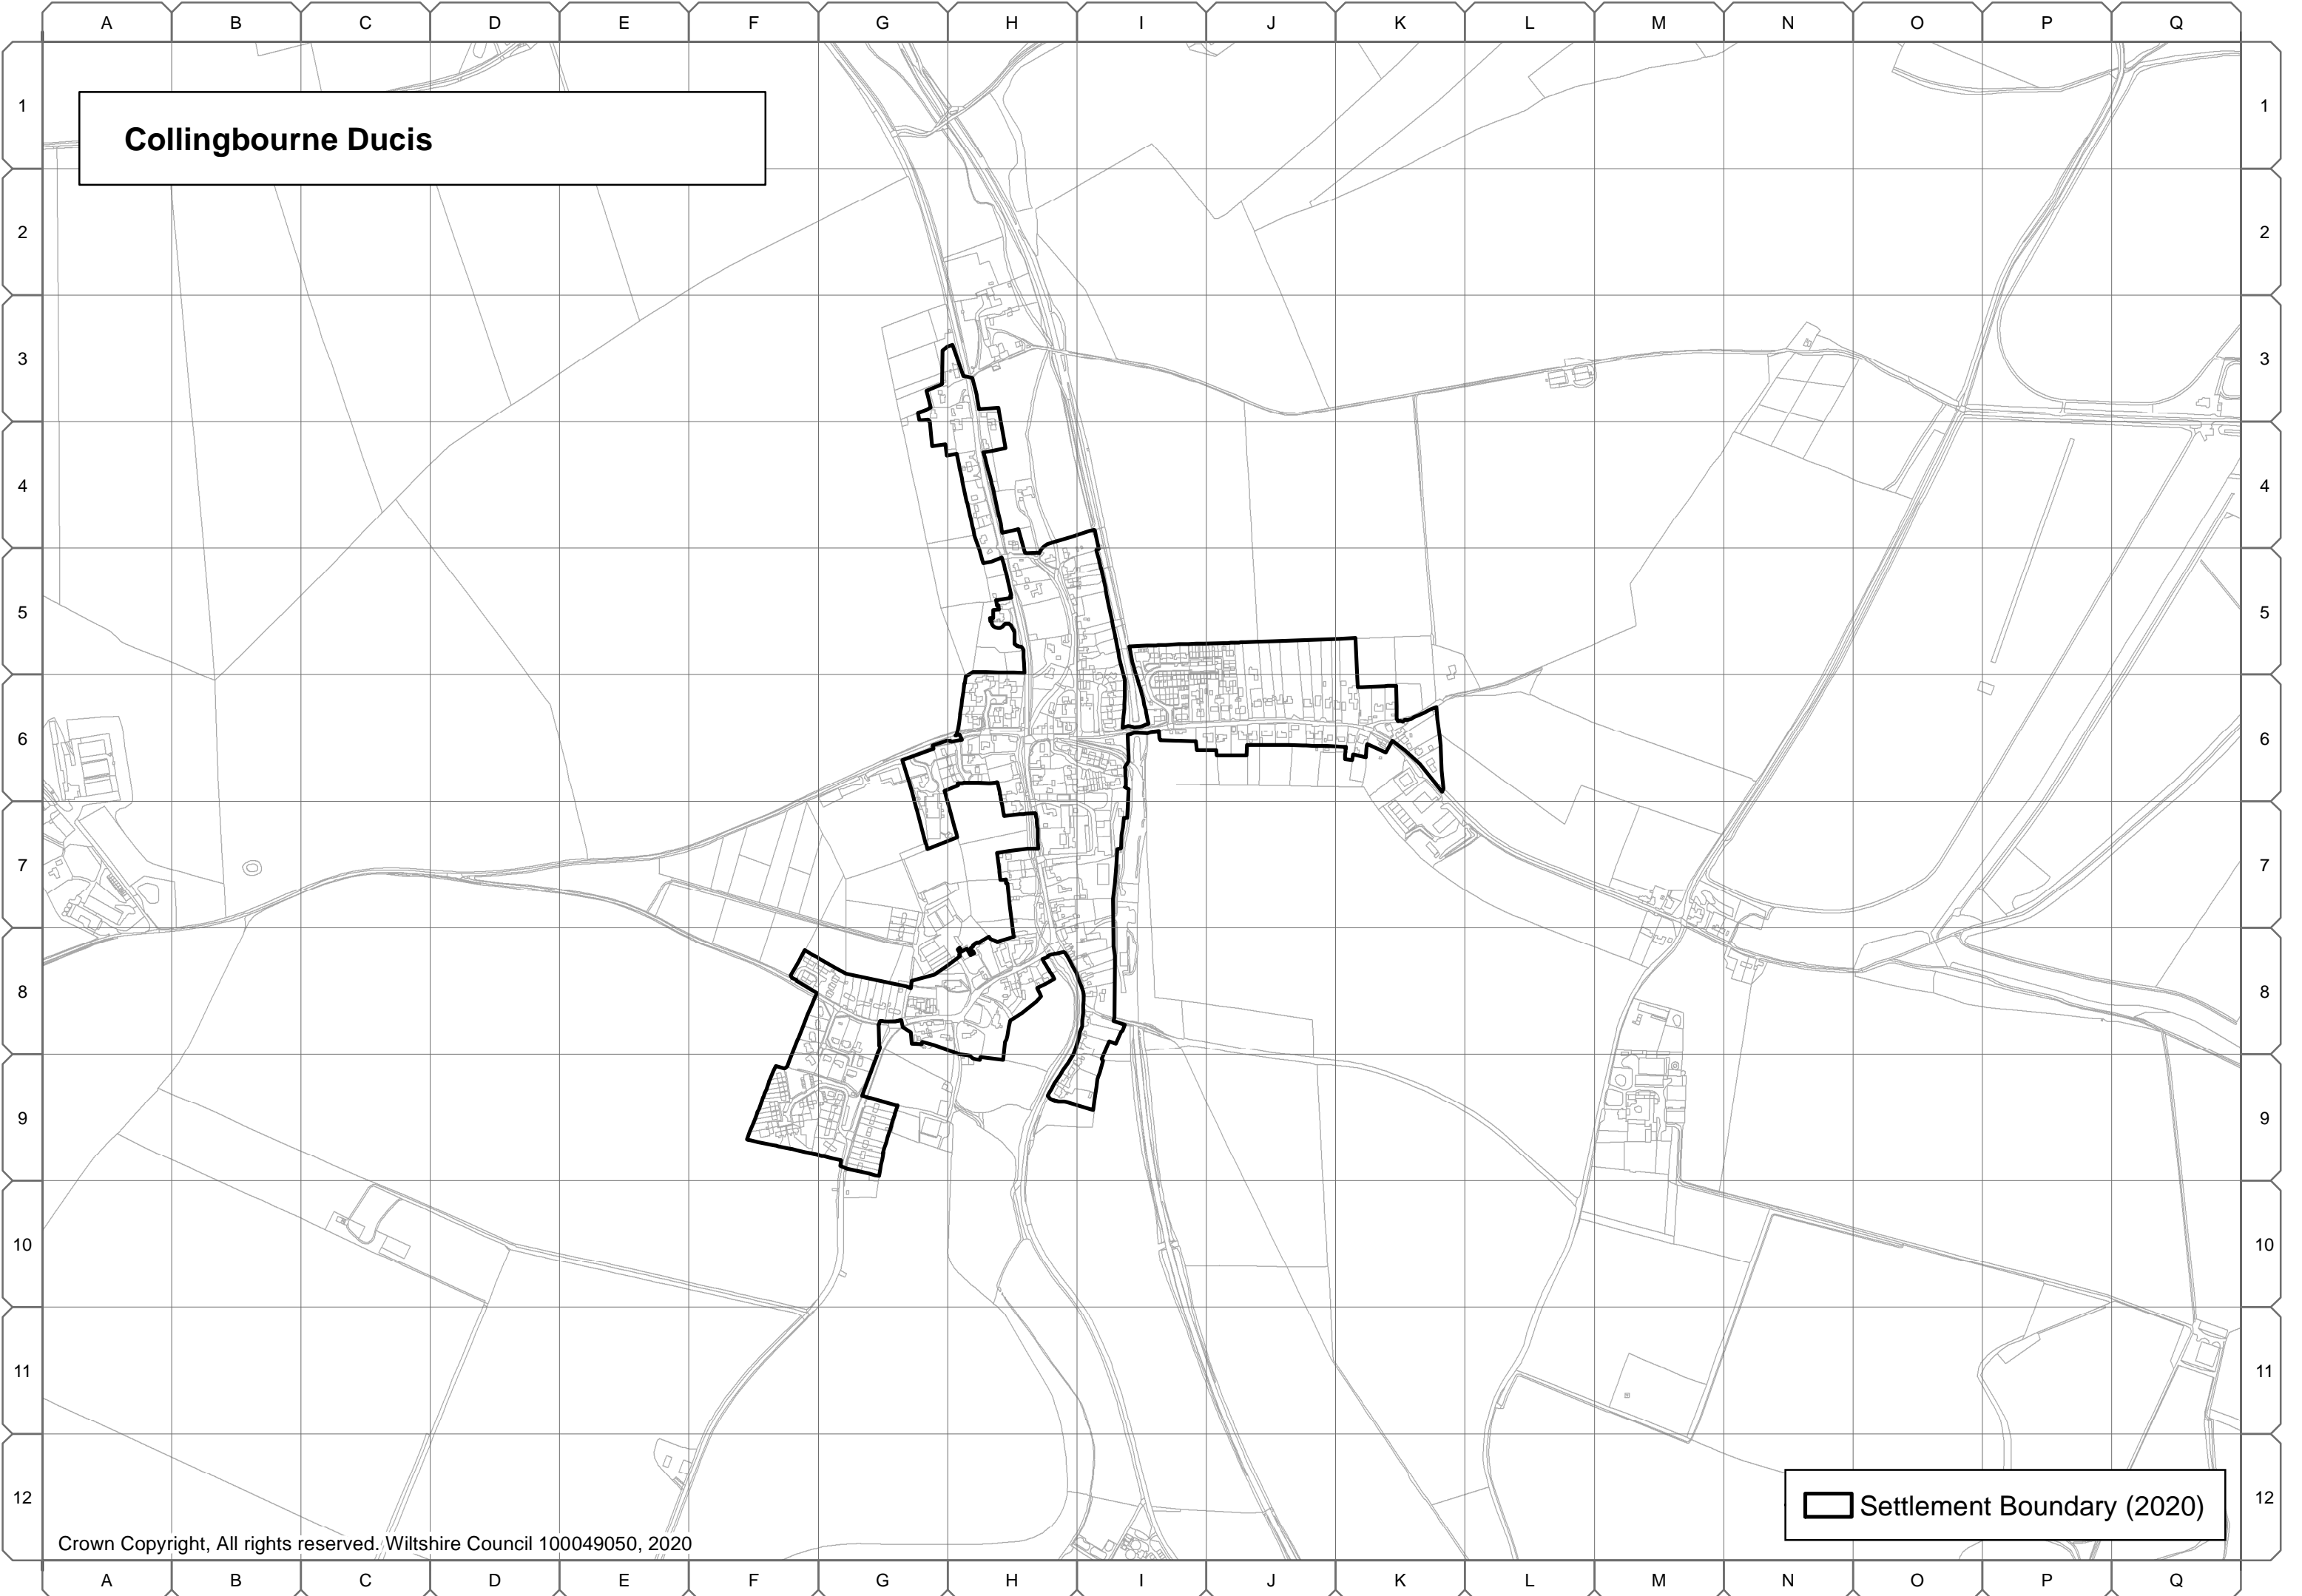 A B C D E F G H I J K L M N O P Q
1 1
Collingbourne Ducis
2 2
3 3
4 4
5 5
6 6
7 7
8 8
9 9
10 10
11 11
12 12
Settlement Boundary (2020)
Crown Copyright, All rights reserved. Wiltshire Council 100049050, 2020
A B C D E F G H I J K L M N O P Q